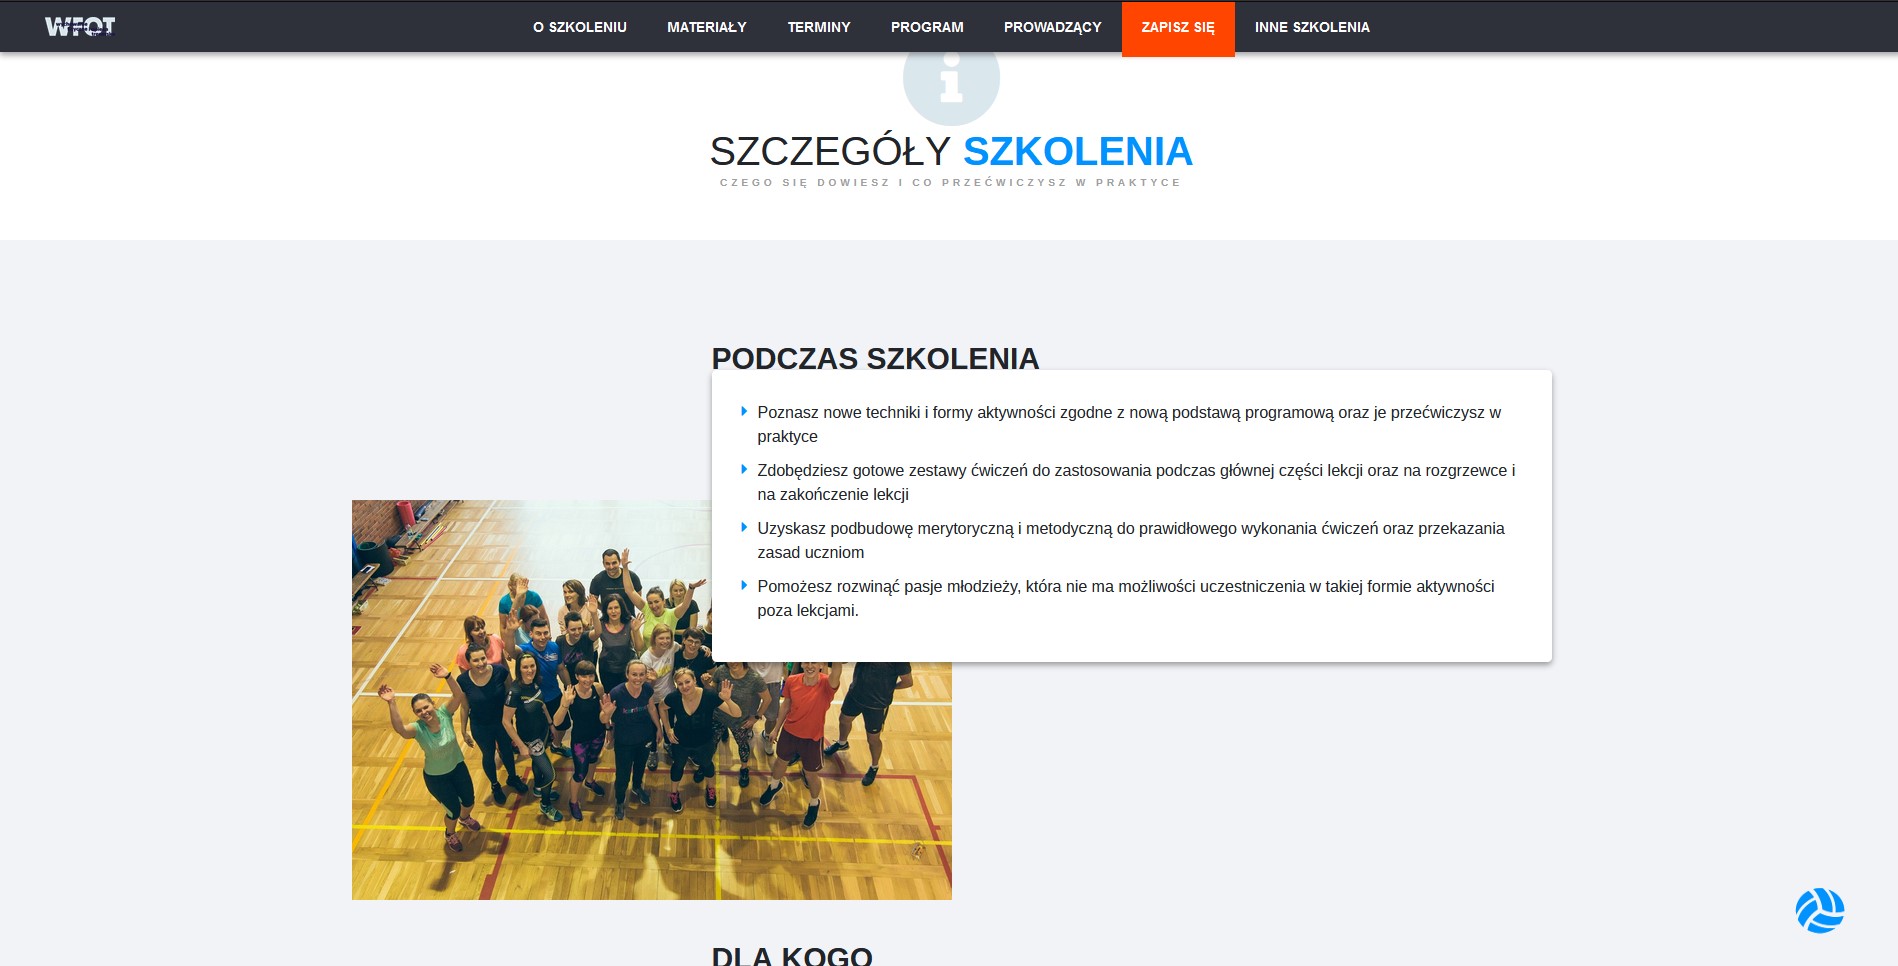 WFOT
O SZKOLENIU MATERIAŁY TERMINY PROGRAM PROWADZĄCY ZAPISZ SIĘ INNE SZKOLENIA
SZCZEGÓŁY SZKOLENIA
CZEGO SIĘ DOWIESZ I CO PRZEĆWICZYSZ W PRAKTYCE
PODCZAS SZKOLENIA
Poznasz nowe techniki i formy aktywności zgodne z nową podstawą programową oraz je przećwiczysz w
praktyce
Zdobędziesz gotowe zestawy ćwiczeń do zastosowania podczas głównej części lekcji oraz na rozgrzewce i
na zakończenie lekcji
Uzyskasz podbudowę merytoryczną i metodyczną do prawidłowego wykonania ćwiczeń oraz przekazania
zasad uczniom
Pomożesz rozwinąć pasje młodzieży, która nie ma możliwości uczestniczenia w takiej formie aktywności
poza lekcjami.
DLA KOGO